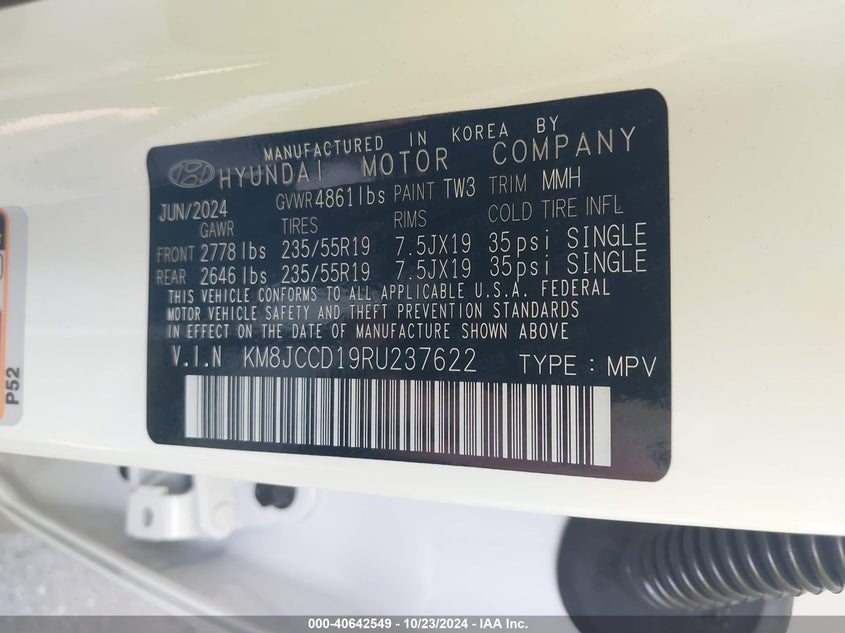 MANUFACTURED IN KOREA BY
HYUNDAI MOTOR COMPANY
JUN/2024 GVWR 4861lbs PAINT TW3 TRIM MMH
GAWR TIRES RIMS COLD TIRE INFL
FRONT 2778 lbs 235/55R19 7.5JX19 35psi SINGLE
REAR 2646 lbs 235/55R19 7.5JX19 35psi SINGLE
THIS VEHICLE CONFORMS TO ALL APPLICABLE U.S.A. FEDERAL
MOTOR VEHICLE SAFETY AND THEFT PREVENTION STANDARDS
IN EFFECT ON THE DATE OF MANUFACTURE SHOWN ABOVE
V.I.N KM8JCCD19RU237622 TYPE : MPV
P52
000-40642549 | 10/23/2024 - IAA Inc.